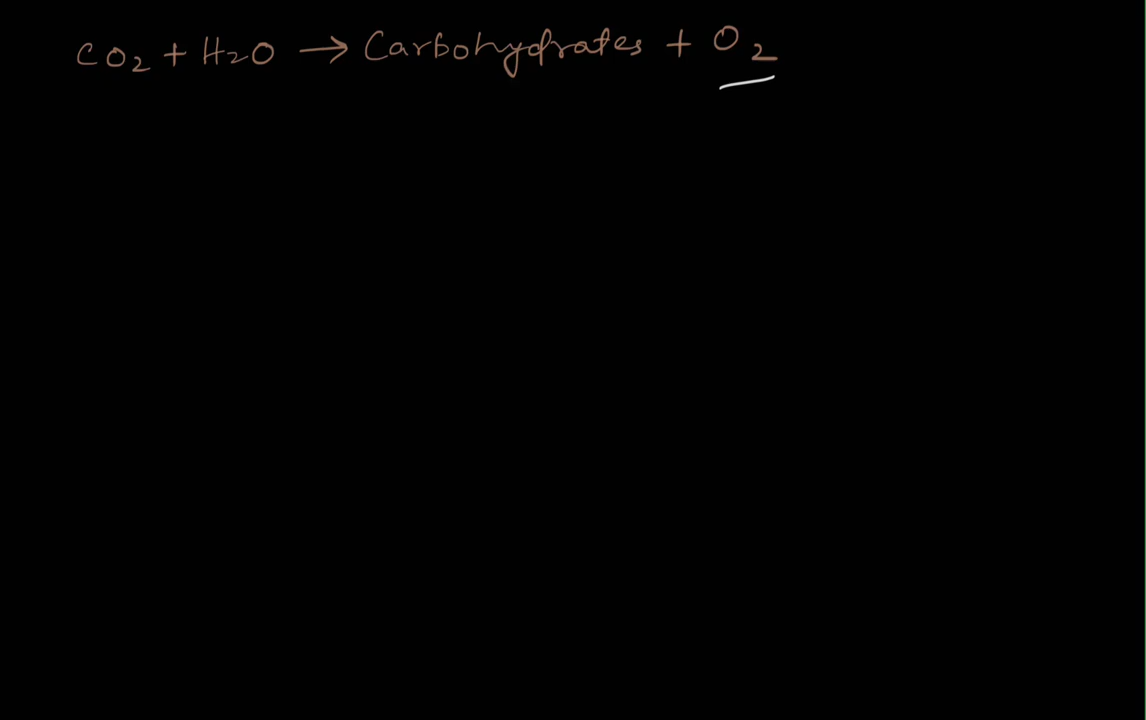 CO₂ + H₂O → Carbohydrates + O₂